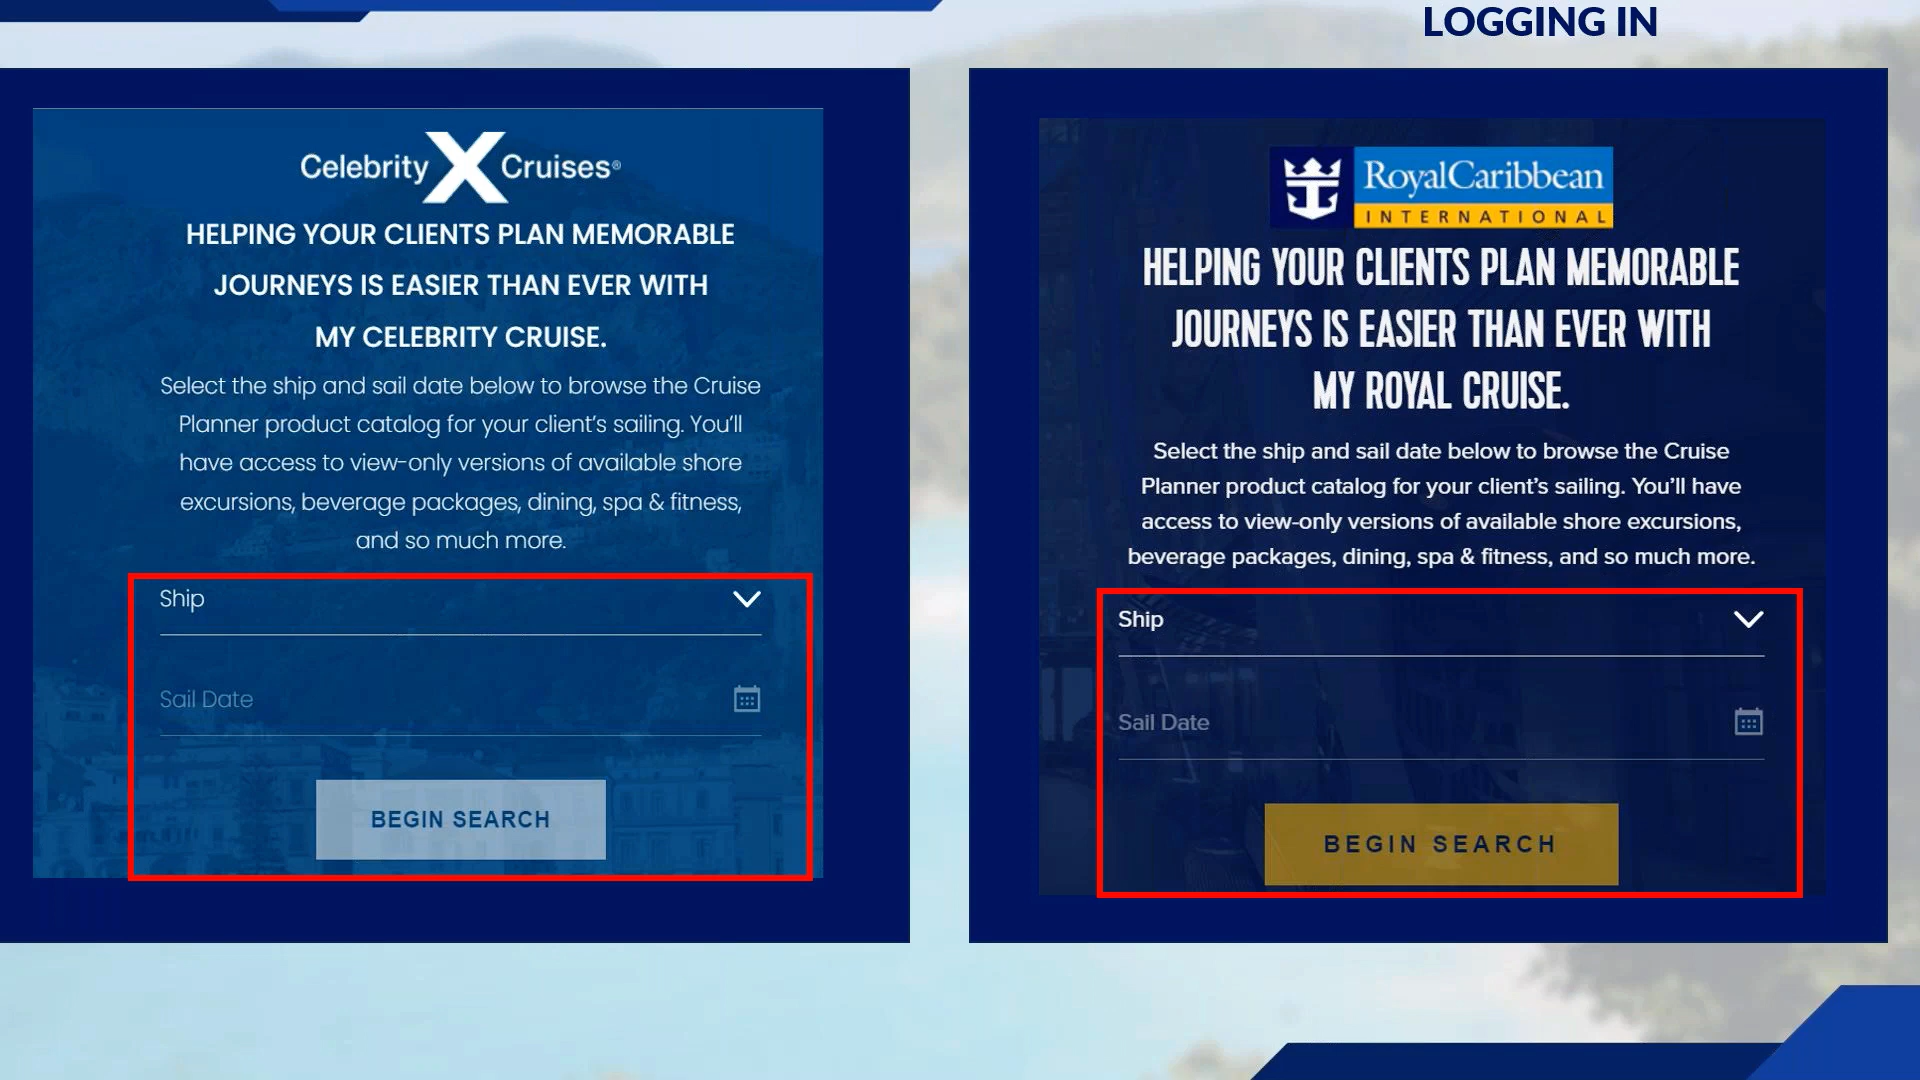 LOGGING IN
Celebrity X Cruises®
HELPING YOUR CLIENTS PLAN MEMORABLE
JOURNEYS IS EASIER THAN EVER WITH
MY CELEBRITY CRUISE.
Select the ship and sail date below to browse the Cruise
Planner product catalog for your client’s sailing. You’ll
have access to view-only versions of available shore
excursions, beverage packages, dining, spa & fitness,
and so much more.
Ship
Sail Date
BEGIN SEARCH
RoyalCaribbean
INTERNATIONAL
HELPING YOUR CLIENTS PLAN MEMORABLE
JOURNEYS IS EASIER THAN EVER WITH
MY ROYAL CRUISE.
Select the ship and sail date below to browse the Cruise
Planner product catalog for your client’s sailing. You’ll have
access to view-only versions of available shore excursions,
beverage packages, dining, spa & fitness, and so much more.
Ship
Sail Date
BEGIN SEARCH